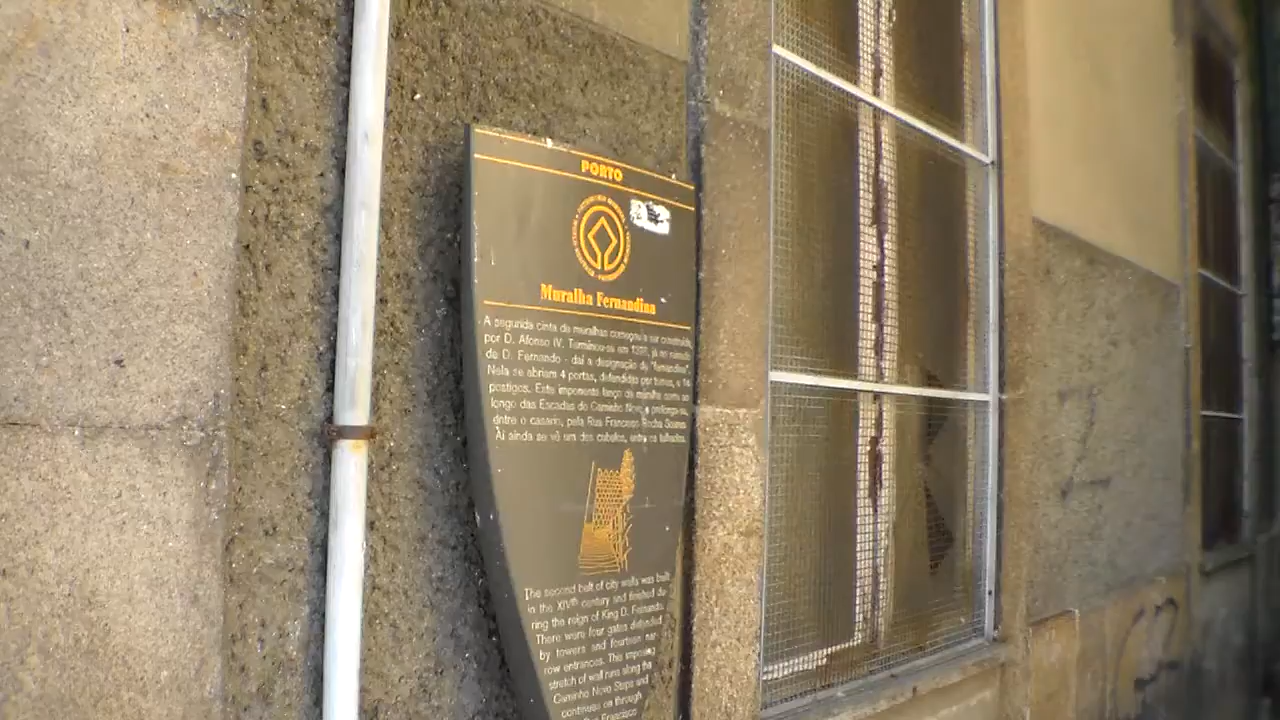 PORTO
Muralha Fernandina
A segunda cinta de muralhas começou a ser construída
por D. Afonso IV. Terminou-se em já no reinado
de D. Fernando - daí a designação de "fernandina".
Nela se abriam 4 portas, defendidas por torres, e
postigos. Este imponente lanço da muralha corre ao
longo das Escadas do Caminho Novo e prolonga-se,
entre o casario, pela Rua Francisco Rocha Soares.
Aí ainda se vê um dos cubelos, entre os telhados.
The second belt of city walls was built
in the XIVth century and finished du-
ring the reign of King D. Fernando.
There were four gates defended
by towers and fourteen nar-
row entrances. This imposing
stretch of wall runs along the
Caminho Novo Steps and
continues on through
Rua Francisco